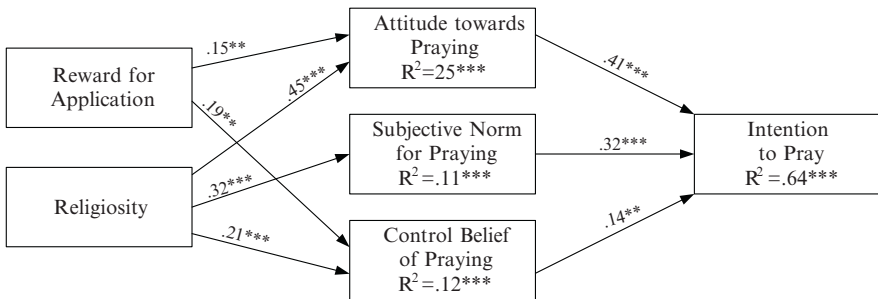 Reward for
Application
Religiosity
.15**
.45***
.19**
.32***
.21***
Attitude towards
Praying
R²=25***
Subjective Norm
for Praying
R²=.11***
Control Belief
of Praying
R²=.12***
.41***
.32***
.14**
Intention
to Pray
R²=.64***